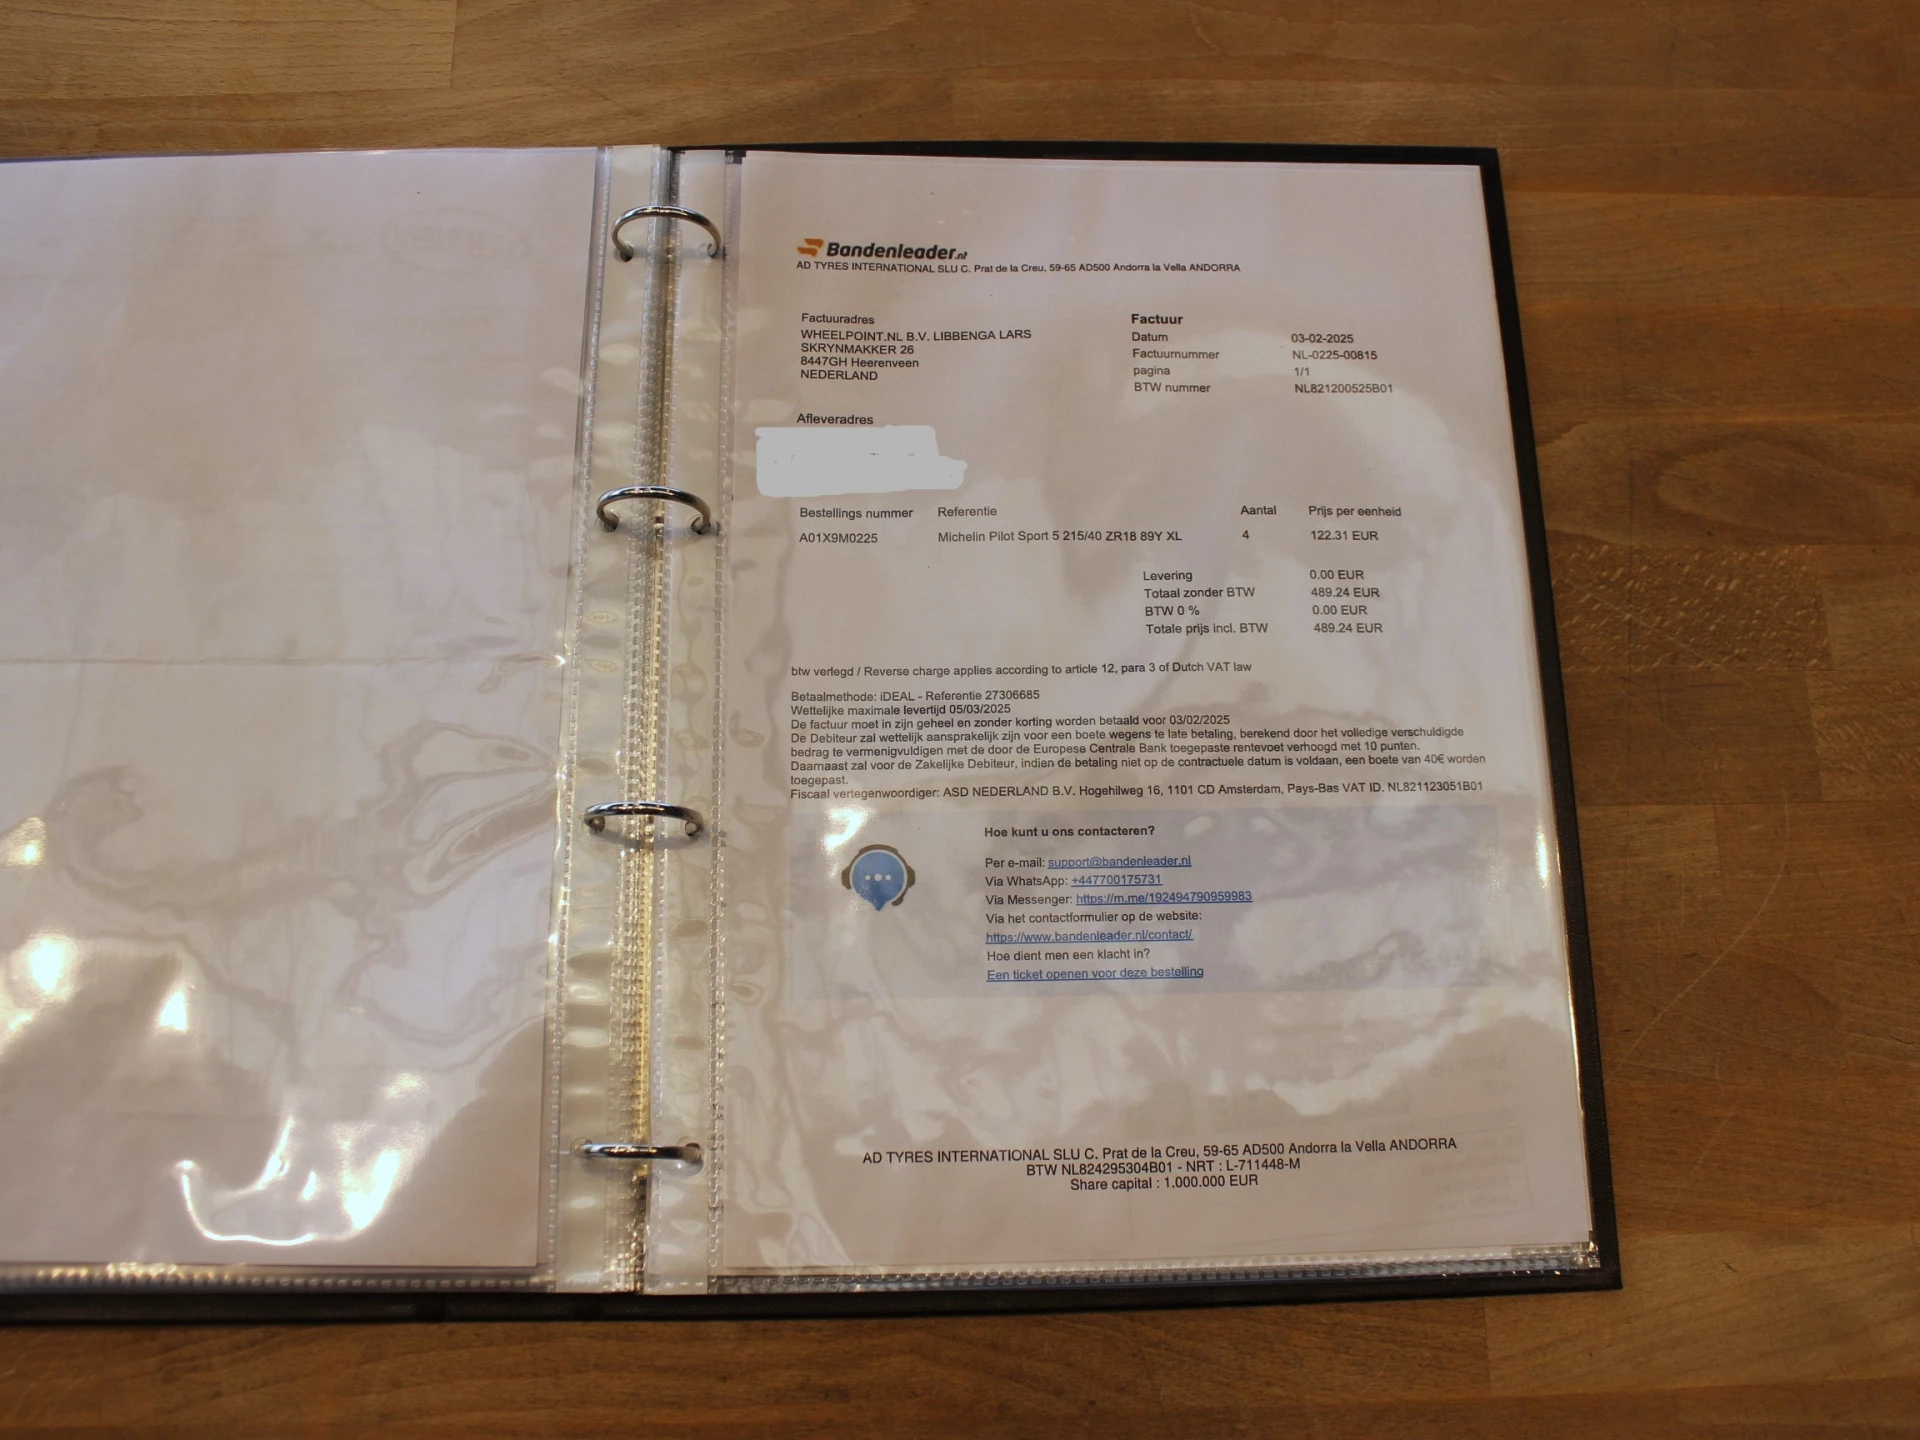 Bandenleader.nl
AD TYRES INTERNATIONAL SLU C. Prat de la Creu, 59-65 AD500 Andorra la Vella ANDORRA
Factuuradres
WHEELPOINT.NL B.V. LIBBENGA LARS
SKRYNMAKKER 26
8447GH Heerenveen
NEDERLAND
Factuur
Datum 03-02-2025
Factuurnummer NL-0225-00815
pagina 1/1
BTW nummer NL821200525B01
Afleveradres
Bestellings nummer Referentie Aantal Prijs per eenheid
A01X9M0225 Michelin Pilot Sport 5 215/40 ZR18 89Y XL 4 122.31 EUR
Levering 0.00 EUR
Totaal zonder BTW 489.24 EUR
BTW 0 % 0.00 EUR
Totale prijs incl. BTW 489.24 EUR
btw verlegd / Reverse charge applies according to article 12, para 3 of Dutch VAT law
Betaalmethode: iDEAL - Referentie 27306685
Wettelijke maximale levertijd 05/03/2025
De factuur moet in zijn geheel en zonder korting worden betaald voor 03/02/2025
De Debiteur zal wettelijk aansprakelijk zijn voor een boete wegens te late betaling, berekend door het volledige verschuldigde
bedrag te vermenigvuldigen met de door de Europese Centrale Bank toegepaste rentevoet verhoogd met 10 punten.
Daarnaast zal voor de Zakelijke Debiteur, indien de betaling niet op de contractuele datum is voldaan, een boete van 40€ worden
toegepast.
Fiscaal vertegenwoordiger: ASD NEDERLAND B.V. Hogehilweg 16, 1101 CD Amsterdam, Pays-Bas VAT ID. NL821123051B01
Hoe kunt u ons contacteren?
Per e-mail: support@bandenleader.nl
Via WhatsApp: +447700175731
Via Messenger: https://m.me/192494790959983
Via het contactformulier op de website:
https://www.bandenleader.nl/contact/
Hoe dient men een klacht in?
Een ticket openen voor deze bestelling
AD TYRES INTERNATIONAL SLU C. Prat de la Creu, 59-65 AD500 Andorra la Vella ANDORRA
BTW NL824295304B01 - NRT : L-711448-M
Share capital : 1.000.000 EUR